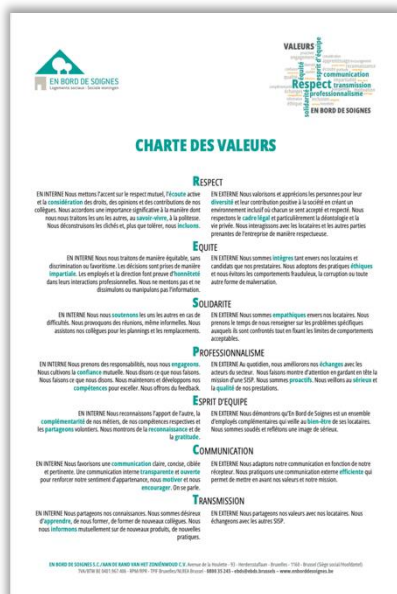 EN BORD DE SOIGNES
Logements sociaux - Sociale woningen
VALEURS
équité
esprit d'équipe
communication
Respect transmission
professionnalisme
solidarité
EN BORD DE SOIGNES
CHARTE DES VALEURS
RESPECT
EN INTERNE Nous mettons l'accent sur le respect mutuel, l'écoute active
et la considération des droits, des opinions et des contributions de nos
collègues. Nous accordons une importance significative à la manière dont
nous nous traitons les uns les autres, au savoir-vivre, à la politesse.
Nous déconstruisons les clichés et, plus que tolérer, nous incluons.
EN EXTERNE Nous valorisons et apprécions les personnes pour leur
diversité et leur contribution positive à la société en créant un
environnement inclusif où chacun se sent accepté et respecté. Nous
respectons le cadre légal et particulièrement la déontologie et la
vie privée. Nous interagissons avec les locataires et les autres parties
prenantes de l'entreprise de manière respectueuse.
EQUITE
EN INTERNE Nous nous traitons de manière équitable, sans
discrimination ou favoritisme. Les décisions sont prises de manière
impartiale. Les employés et la direction font preuve d'honnêteté
dans leurs interactions professionnelles. Nous ne mentons pas et ne
dissimulons ou manipulons pas l'information.
EN EXTERNE Nous sommes intègres tant envers nos locataires et
candidats que nos prestataires. Nous adoptons des pratiques éthiques
et nous évitons les comportements frauduleux, la corruption ou toute
autre forme de malversation.
SOLIDARITE
EN INTERNE Nous nous soutenons les uns les autres en cas de
difficultés. Nous provoquons des réunions, même informelles. Nous
assistons nos collègues pour les plannings et les remplacements.
EN EXTERNE Nous sommes empathiques envers nos locataires. Nous
prenons le temps de nous renseigner sur les problèmes spécifiques
auxquels ils sont confrontés tout en fixant les limites de comportements
acceptables.
PROFESSIONNALISME
EN INTERNE Nous prenons des responsabilités, nous nous engageons.
Nous cultivons la confiance mutuelle. Nous disons ce que nous faisons.
Nous faisons ce que nous disons. Nous maintenons et développons nos
compétences pour exceller. Nous offrons du feedback.
EN EXTERNE Au quotidien, nous améliorons nos échanges avec les
acteurs du secteur. Nous faisons montre d'attention en gardant en tête la
mission d'une SISP. Nous sommes proactifs. Nous veillons au sérieux et
la qualité de nos prestations.
ESPRIT D'EQUIPE
EN INTERNE Nous reconnaissons l'apport de l'autre, la
complémentarité de nos métiers, de nos compétences respectives et
les partageons volontiers. Nous montrons de la reconnaissance et de
la gratitude.
EN EXTERNE Nous démontrons qu'En Bord de Soignes est un ensemble
d'employés complémentaires qui veille au bien-être de ses locataires.
Nous sommes soudés et reflétons une image de sérieux.
COMMUNICATION
EN INTERNE Nous favorisons une communication claire, concise, ciblée
et pertinente. Une communication interne transparente et ouverte
pour renforcer notre sentiment d'appartenance, nous motiver et nous
encourager. On se parle.
EN EXTERNE Nous adaptons notre communication en fonction de notre
récepteur. Nous pratiquons une communication externe efficiente qui
permet de mettre en avant nos valeurs et notre mission.
TRANSMISSION
EN INTERNE Nous partageons nos connaissances. Nous sommes désireux
d'apprendre, de nous former, de former de nouveaux collègues. Nous
nous informons mutuellement sur de nouveaux produits, de nouvelles
pratiques.
EN EXTERNE Nous partageons nos valeurs avec nos locataires. Nous
échangeons avec les autres SISP.